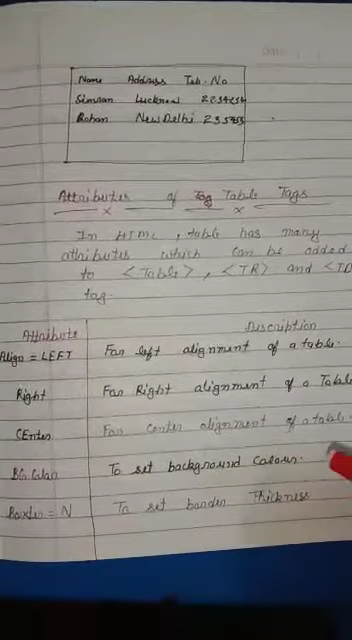 Name Address Tel. No
Simran Lucknow 2234254
Rohan New Delhi 235753
Attributes of Tag Table Tags
In HTML, table has many
attributes which can be added
to <Table>, <TR> and <TD
tag.
Attribute Description
Align = LEFT For left alignment of a table.
Right For Right alignment of a Table
CEnter For Center alignment of a table.
BG Color To set background Colour.
Border = N To set border Thickness